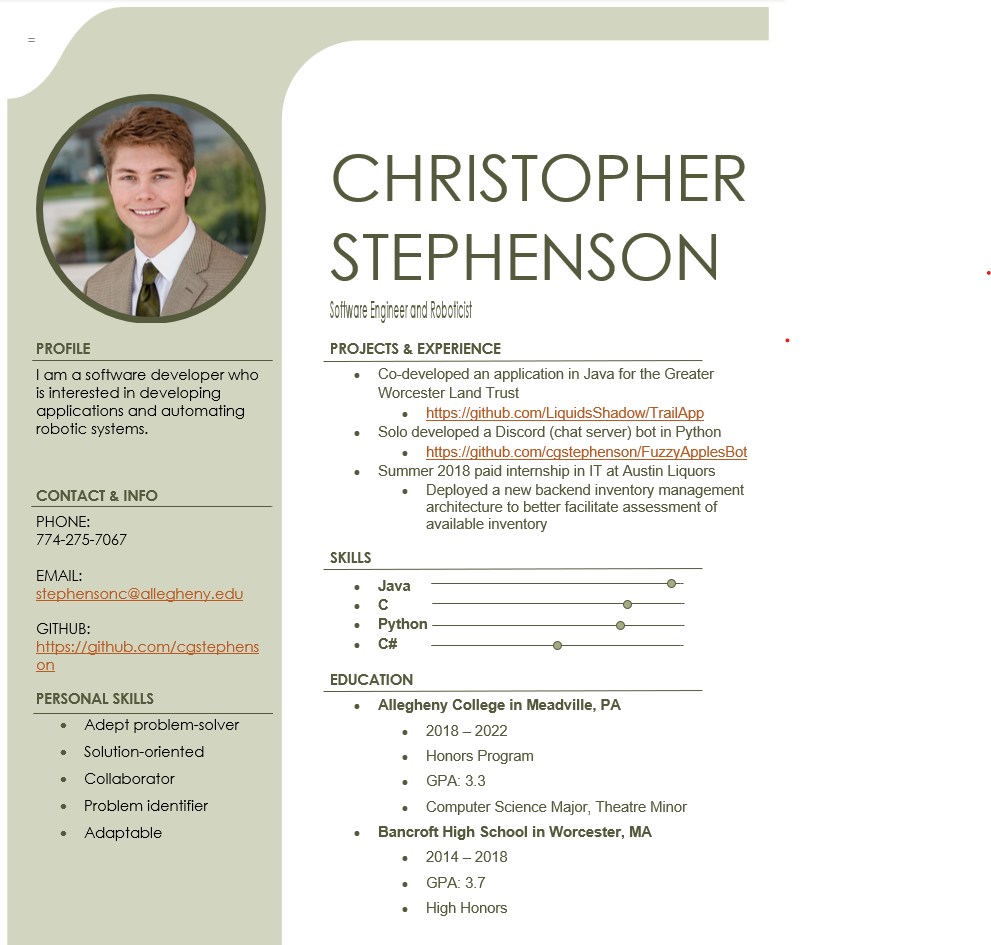 =
CHRISTOPHER
STEPHENSON
Software Engineer and Roboticist
PROFILE
I am a software developer who
is interested in developing
applications and automating
robotic systems.
CONTACT & INFO
PHONE:
774-275-7067
EMAIL:
stephensonc@allegheny.edu
GITHUB:
https://github.com/cgstephens
on
PERSONAL SKILLS
• Adept problem-solver
• Solution-oriented
• Collaborator
• Problem identifier
• Adaptable
PROJECTS & EXPERIENCE
• Co-developed an application in Java for the Greater
Worcester Land Trust
• https://github.com/LiquidsShadow/TrailApp
• Solo developed a Discord (chat server) bot in Python
• https://github.com/cgstephenson/FuzzyApplesBot
• Summer 2018 paid internship in IT at Austin Liquors
• Deployed a new backend inventory management
architecture to better facilitate assessment of
available inventory
SKILLS
• Java
• C
• Python
• C#
EDUCATION
• Allegheny College in Meadville, PA
• 2018 – 2022
• Honors Program
• GPA: 3.3
• Computer Science Major, Theatre Minor
• Bancroft High School in Worcester, MA
• 2014 – 2018
• GPA: 3.7
• High Honors